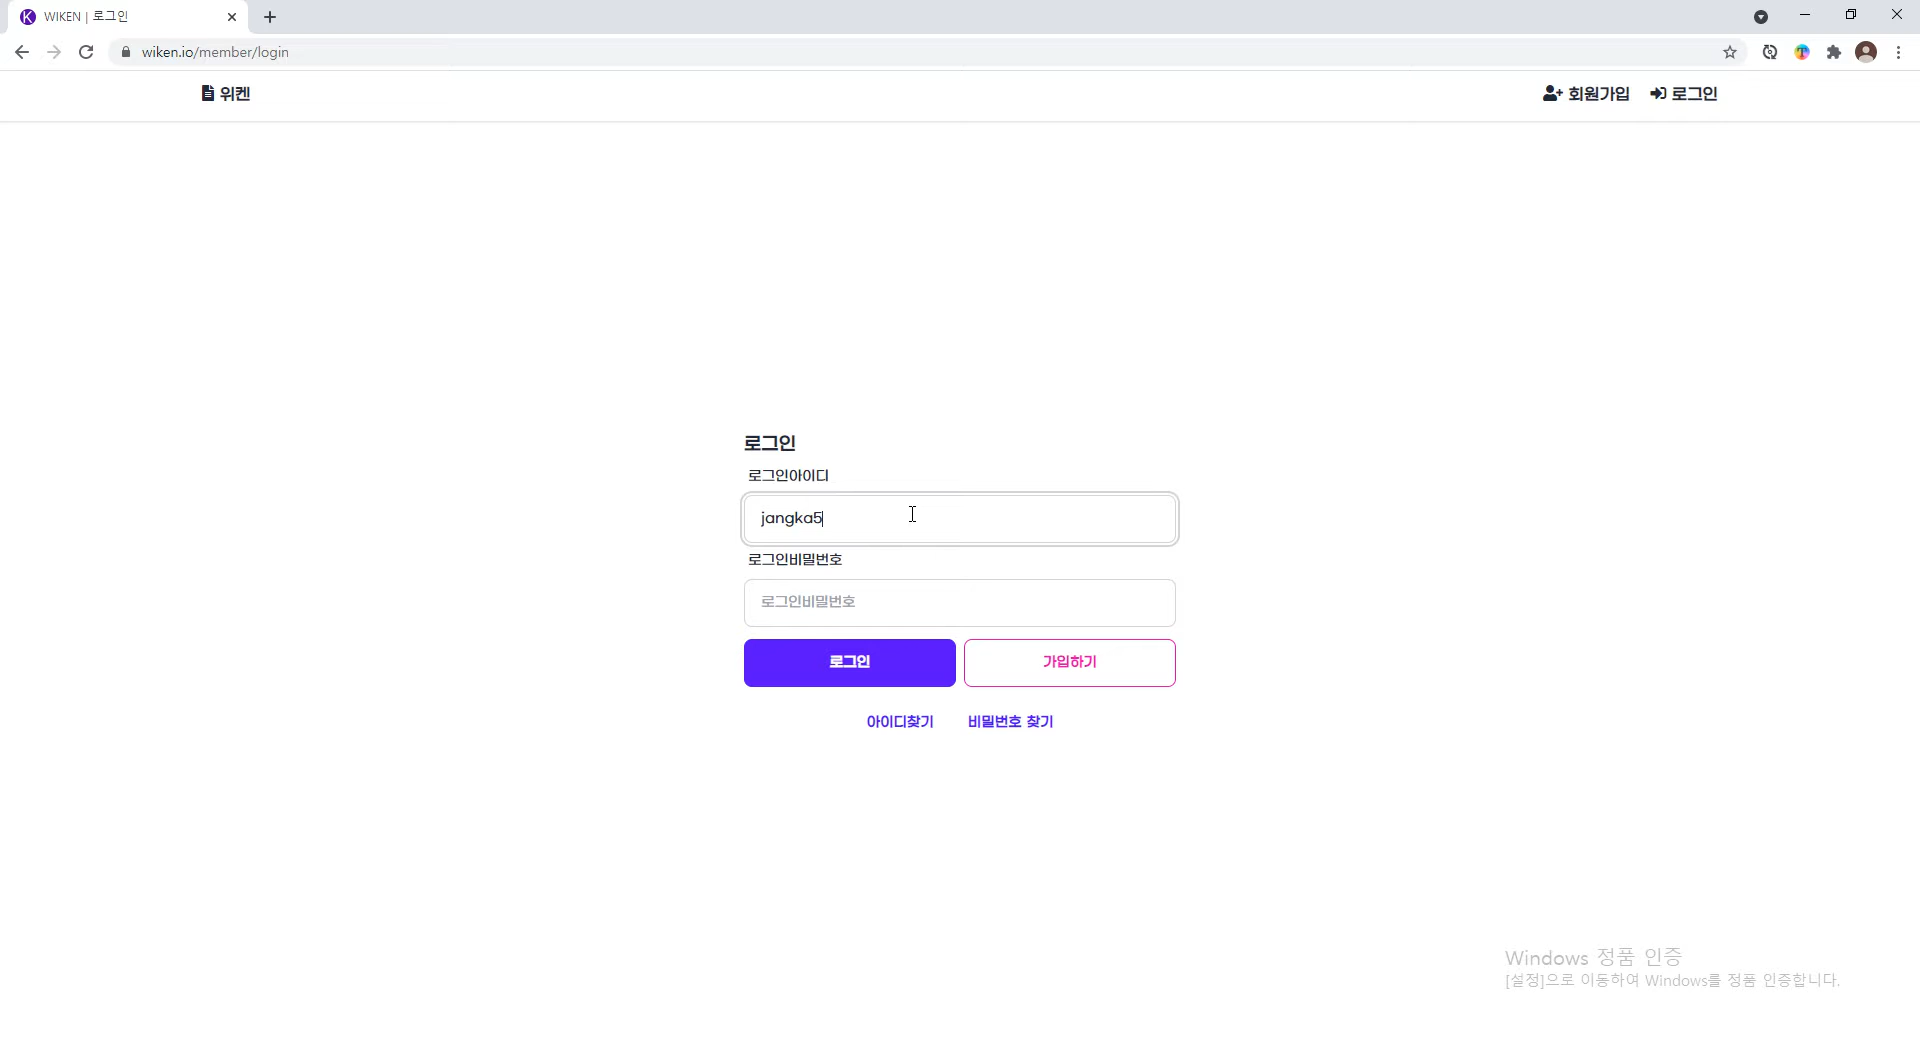 WIKEN | 로그인
wiken.io/member/login
위켄
회원가입
로그인
로그인
로그인아이디
jangka5
로그인비밀번호
로그인비밀번호
로그인
가입하기
아이디찾기
비밀번호 찾기
Windows 정품 인증
[설정]으로 이동하여 Windows를 정품 인증합니다.